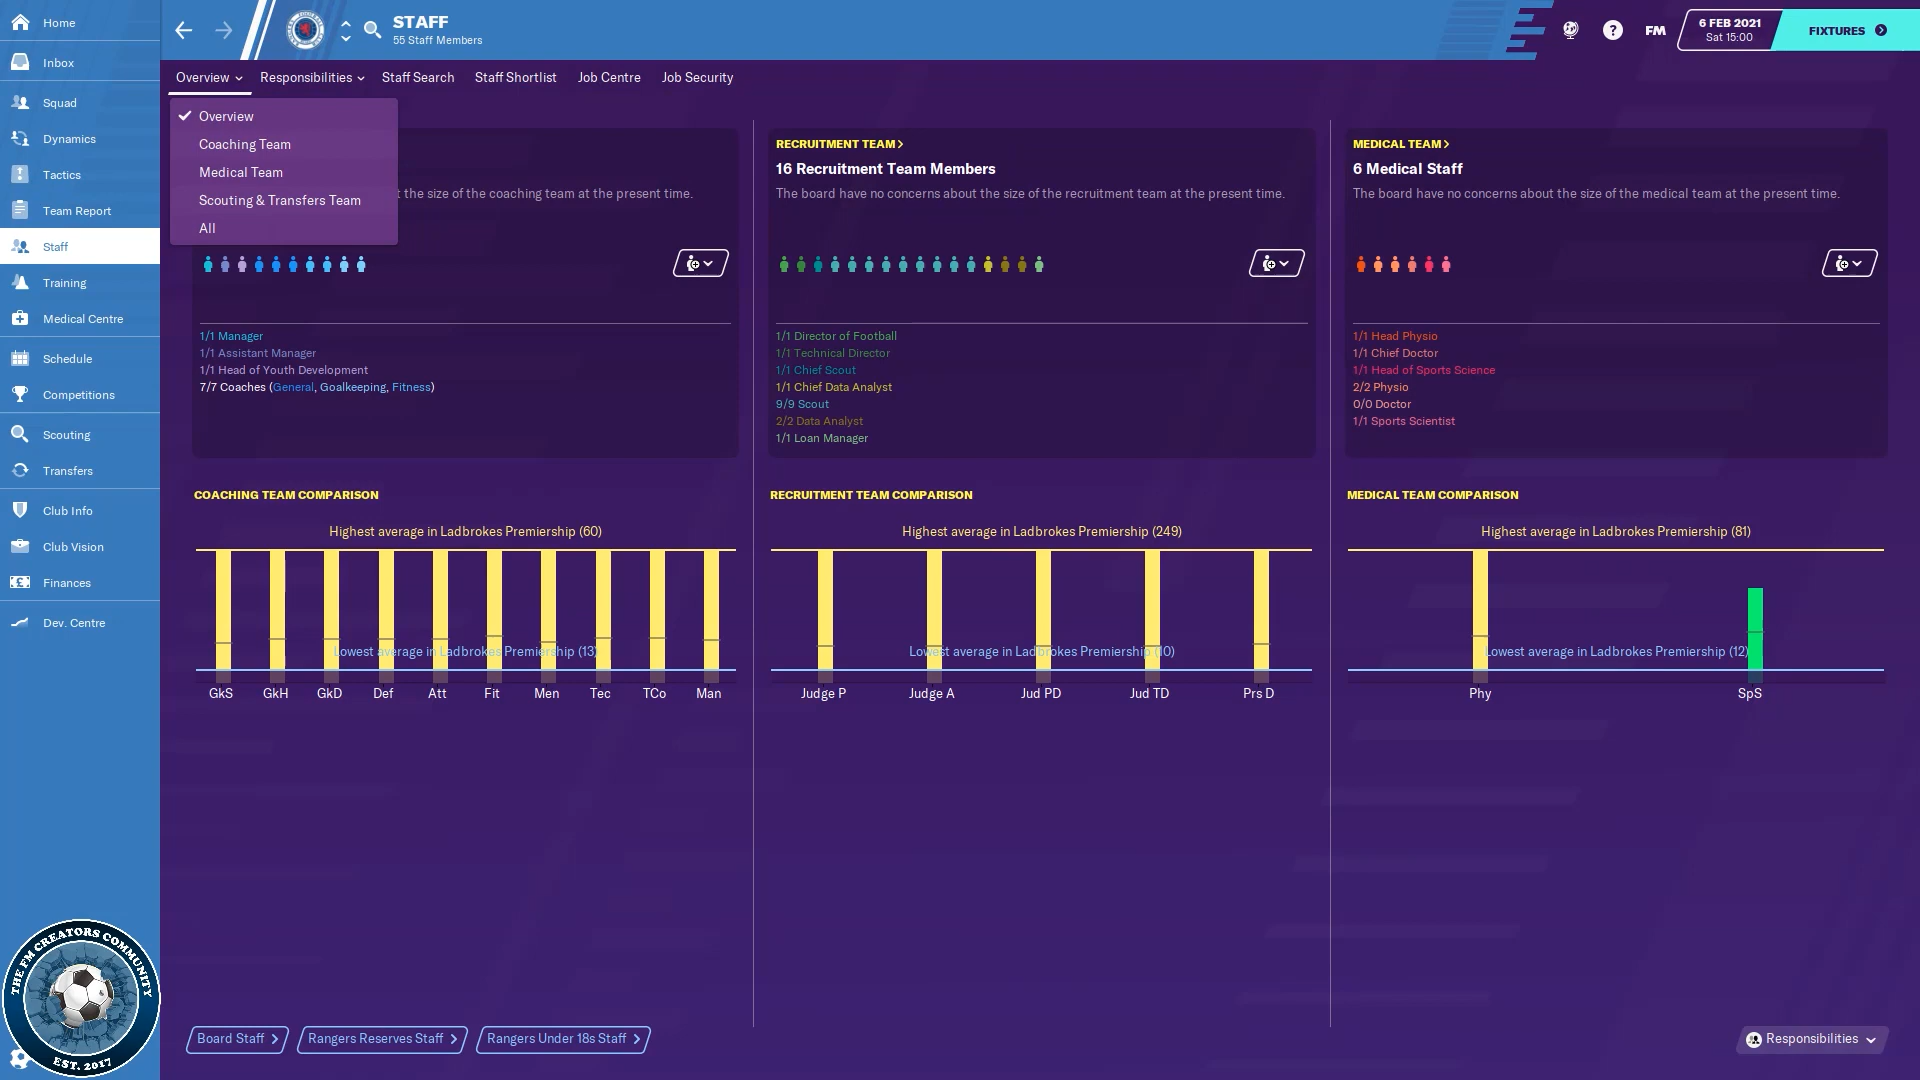 Home
Inbox
Squad
Dynamics
Tactics
Team Report
Staff
Training
Medical Centre
Schedule
Competitions
Scouting
Transfers
Club Info
Club Vision
Finances
Dev. Centre
THE FM CREATORS COMMUNITY
EST. 2017
STAFF
55 Staff Members
?
FM
6 FEB 2021
Sat 15:00
FIXTURES
Overview
Responsibilities
Staff Search
Staff Shortlist
Job Centre
Job Security
Overview
Coaching Team
Medical Team
Scouting & Transfers Team
All
t the size of the coaching team at the present time.
1/1 Manager
1/1 Assistant Manager
1/1 Head of Youth Development
7/7 Coaches (General, Goalkeeping, Fitness)
RECRUITMENT TEAM
16 Recruitment Team Members
The board have no concerns about the size of the recruitment team at the present time.
1/1 Director of Football
1/1 Technical Director
1/1 Chief Scout
1/1 Chief Data Analyst
9/9 Scout
2/2 Data Analyst
1/1 Loan Manager
MEDICAL TEAM
6 Medical Staff
The board have no concerns about the size of the medical team at the present time.
1/1 Head Physio
1/1 Chief Doctor
1/1 Head of Sports Science
2/2 Physio
0/0 Doctor
1/1 Sports Scientist
COACHING TEAM COMPARISON
Highest average in Ladbrokes Premiership (60)
Lowest average in Ladbrokes Premiership (13)
GkS GkH GkD Def Att Fit Men Tec TCo Man
RECRUITMENT TEAM COMPARISON
Highest average in Ladbrokes Premiership (249)
Lowest average in Ladbrokes Premiership (10)
Judge P Judge A Jud PD Jud TD Prs D
MEDICAL TEAM COMPARISON
Highest average in Ladbrokes Premiership (81)
Lowest average in Ladbrokes Premiership (12)
Phy SpS
Board Staff
Rangers Reserves Staff
Rangers Under 18s Staff
Responsibilities